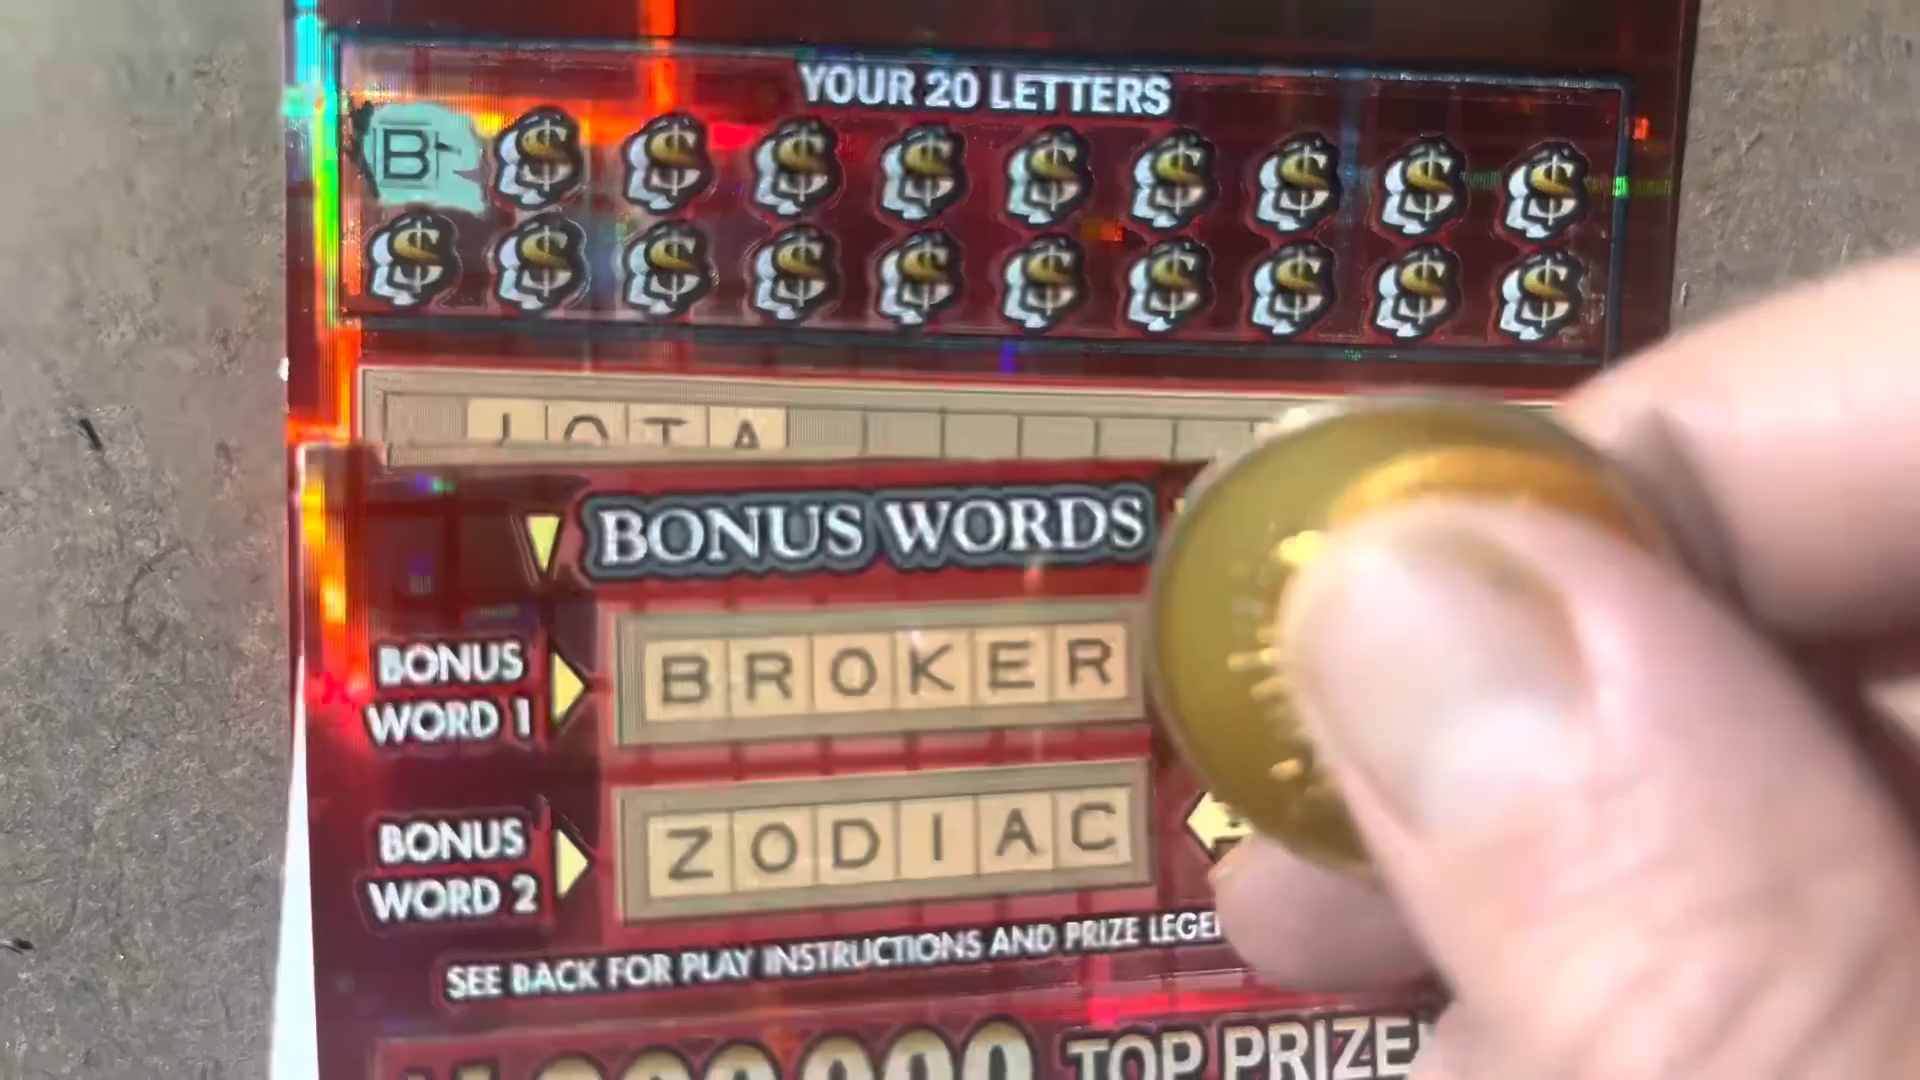 YOUR 20 LETTERS
B
IOTA
BONUS WORDS
BONUS WORD 1
BROKER
BONUS WORD 2
ZODIAC
SEE BACK FOR PLAY INSTRUCTIONS AND PRIZE
TOP PRIZE!